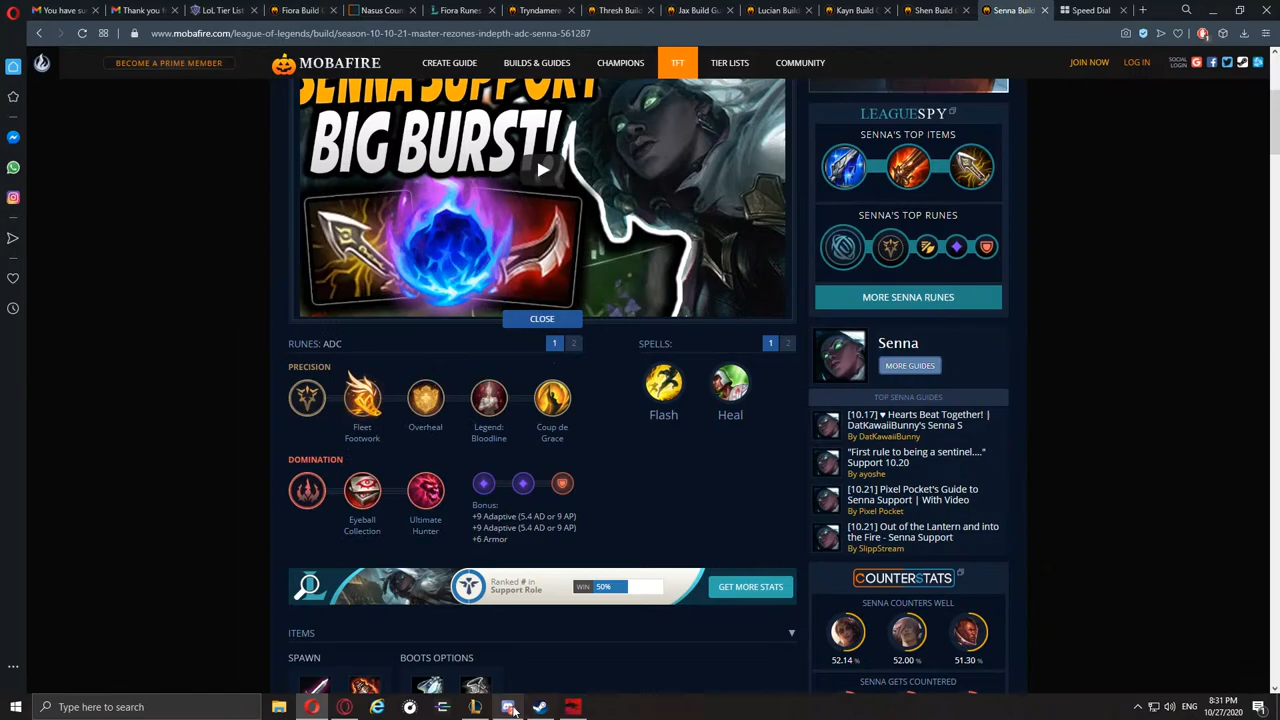 You have su
Thank you f
LoL Tier List
Fiora Build G
Nasus Coun
Fiora Runes
Tryndamere
Thresh Build
Jax Build Gu
Lucian Build
Kayn Build G
Shen Build G
Senna Build
Speed Dial
www.mobafire.com/league-of-legends/build/season-10-10-21-master-rezones-indepth-adc-senna-561287
BECOME A PRIME MEMBER
MOBAFIRE
CREATE GUIDE
BUILDS & GUIDES
CHAMPIONS
TFT
TIER LISTS
COMMUNITY
JOIN NOW
LOG IN
SOCIAL
LOGIN
SENNA SUPPORT
BIG BURST!
CLOSE
RUNES: ADC
1
2
SPELLS:
1
2
PRECISION
Fleet
Footwork
Overheal
Legend:
Bloodline
Coup de
Grace
Flash
Heal
DOMINATION
Eyeball
Collection
Ultimate
Hunter
Bonus:
+9 Adaptive (5.4 AD or 9 AP)
+9 Adaptive (5.4 AD or 9 AP)
+6 Armor
Ranked # in
Support Role
WIN
50%
GET MORE STATS
ITEMS
SPAWN
BOOTS OPTIONS
LEAGUESPY
SENNA'S TOP ITEMS
SENNA'S TOP RUNES
MORE SENNA RUNES
Senna
MORE GUIDES
TOP SENNA GUIDES
[10.17] ♥ Hearts Beat Together! |
DatKawaiiBunny's Senna S
By DatKawaiiBunny
"First rule to being a sentinel...."
Support 10.20
By ayoshe
[10.21] Pixel Pocket's Guide to
Senna Support | With Video
By Pixel Pocket
[10.21] Out of the Lantern and into
the Fire - Senna Support
By SlippStream
COUNTERSTATS
SENNA COUNTERS WELL
52.14 %
52.00 %
51.30 %
SENNA GETS COUNTERED
Type here to search
8:31 PM
10/27/2020